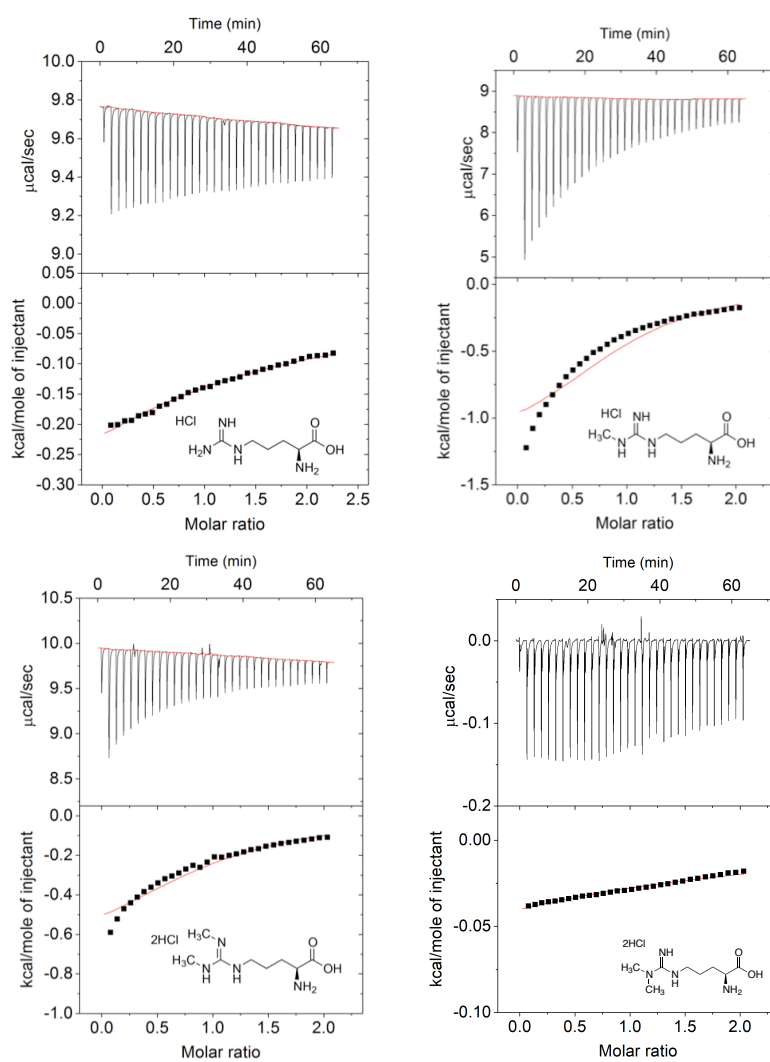 Time (min)
0 20 40 60
10.0
9.8
9.6
9.4
9.2
9.0
μcal/sec
0.05
0.00
-0.05
-0.10
-0.15
-0.20
-0.25
-0.30
kcal/mole of injectant
HCl
NH
H2N
N
H
O
OH
NH2
0.0 0.5 1.0 1.5 2.0 2.5
Molar ratio
Time (min)
0 20 40 60
9
8
7
6
5
μcal/sec
0.0
-0.5
-1.0
-1.5
kcal/mole of injectant
HCl
NH
H3C
N
H
N
H
O
OH
NH2
0.0 0.5 1.0 1.5 2.0
Molar ratio
Time (min)
0 20 40 60
10.5
10.0
9.5
9.0
8.5
μcal/sec
0.0
-0.2
-0.4
-0.6
-0.8
-1.0
kcal/mole of injectant
2HCl
H3C
N
H3C
N
H
N
H
O
OH
NH2
0.0 0.5 1.0 1.5 2.0
Molar ratio
Time (min)
0 20 40 60
0.0
-0.1
-0.2
μcal/sec
0.00
-0.05
-0.10
kcal/mole of injectant
2HCl
NH
H3C
N
CH3
N
H
O
OH
NH2
0.0 0.5 1.0 1.5 2.0
Molar ratio